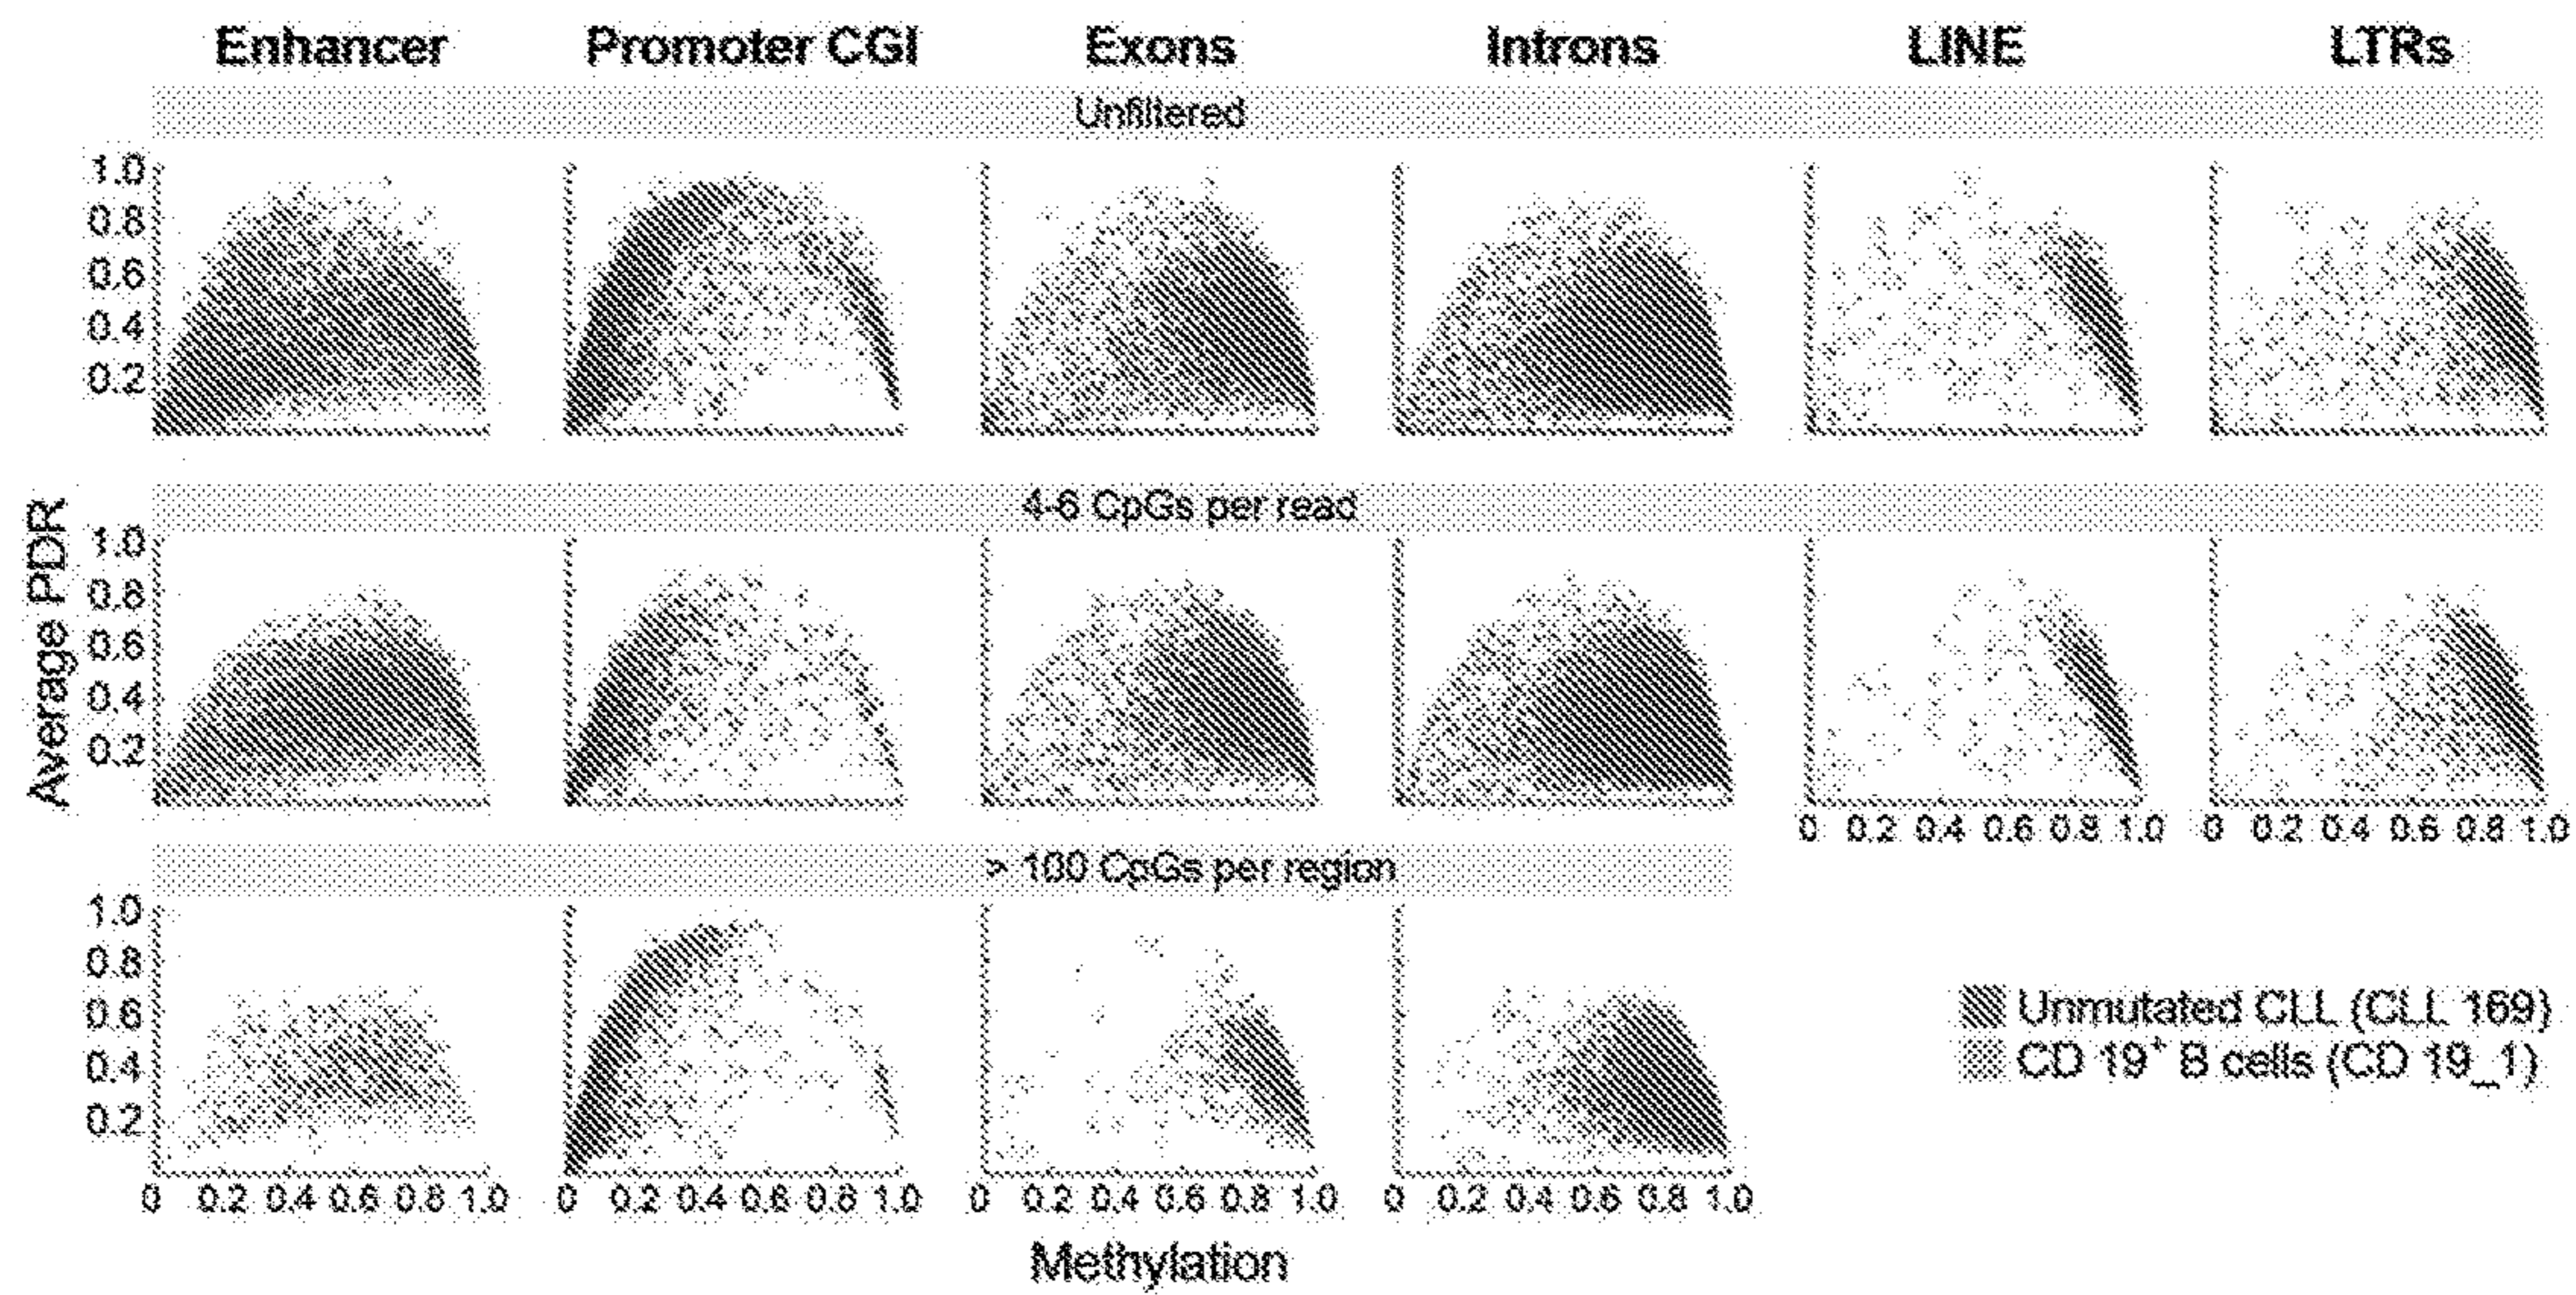 Enhancer Promoter CGI Exons Introns LINE LTRs
Unfiltered
1.0
0.8
0.6
0.4
0.2
4-6 CpGs per read
Average PDR
1.0
0.8
0.6
0.4
0.2
0 0.2 0.4 0.6 0.8 1.0 0 0.2 0.4 0.6 0.8 1.0
> 100 CpGs per region
1.0
0.8
0.6
0.4
0.2
0 0.2 0.4 0.6 0.8 1.0 0 0.2 0.4 0.6 0.8 1.0 0 0.2 0.4 0.6 0.8 1.0 0 0.2 0.4 0.6 0.8 1.0
Methylation
Unmutated CLL (CLL 169)
CD 19⁺ B cells (CD 19_1)